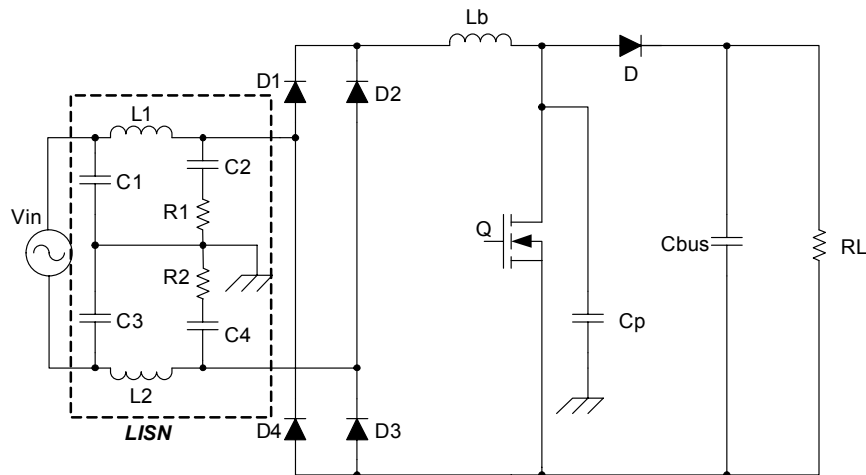 Lb
D1
D2
D
L1
C2
C1
R1
Vin
Q
Cbus
RL
R2
C3
C4
Cp
L2
LISN
D4
D3